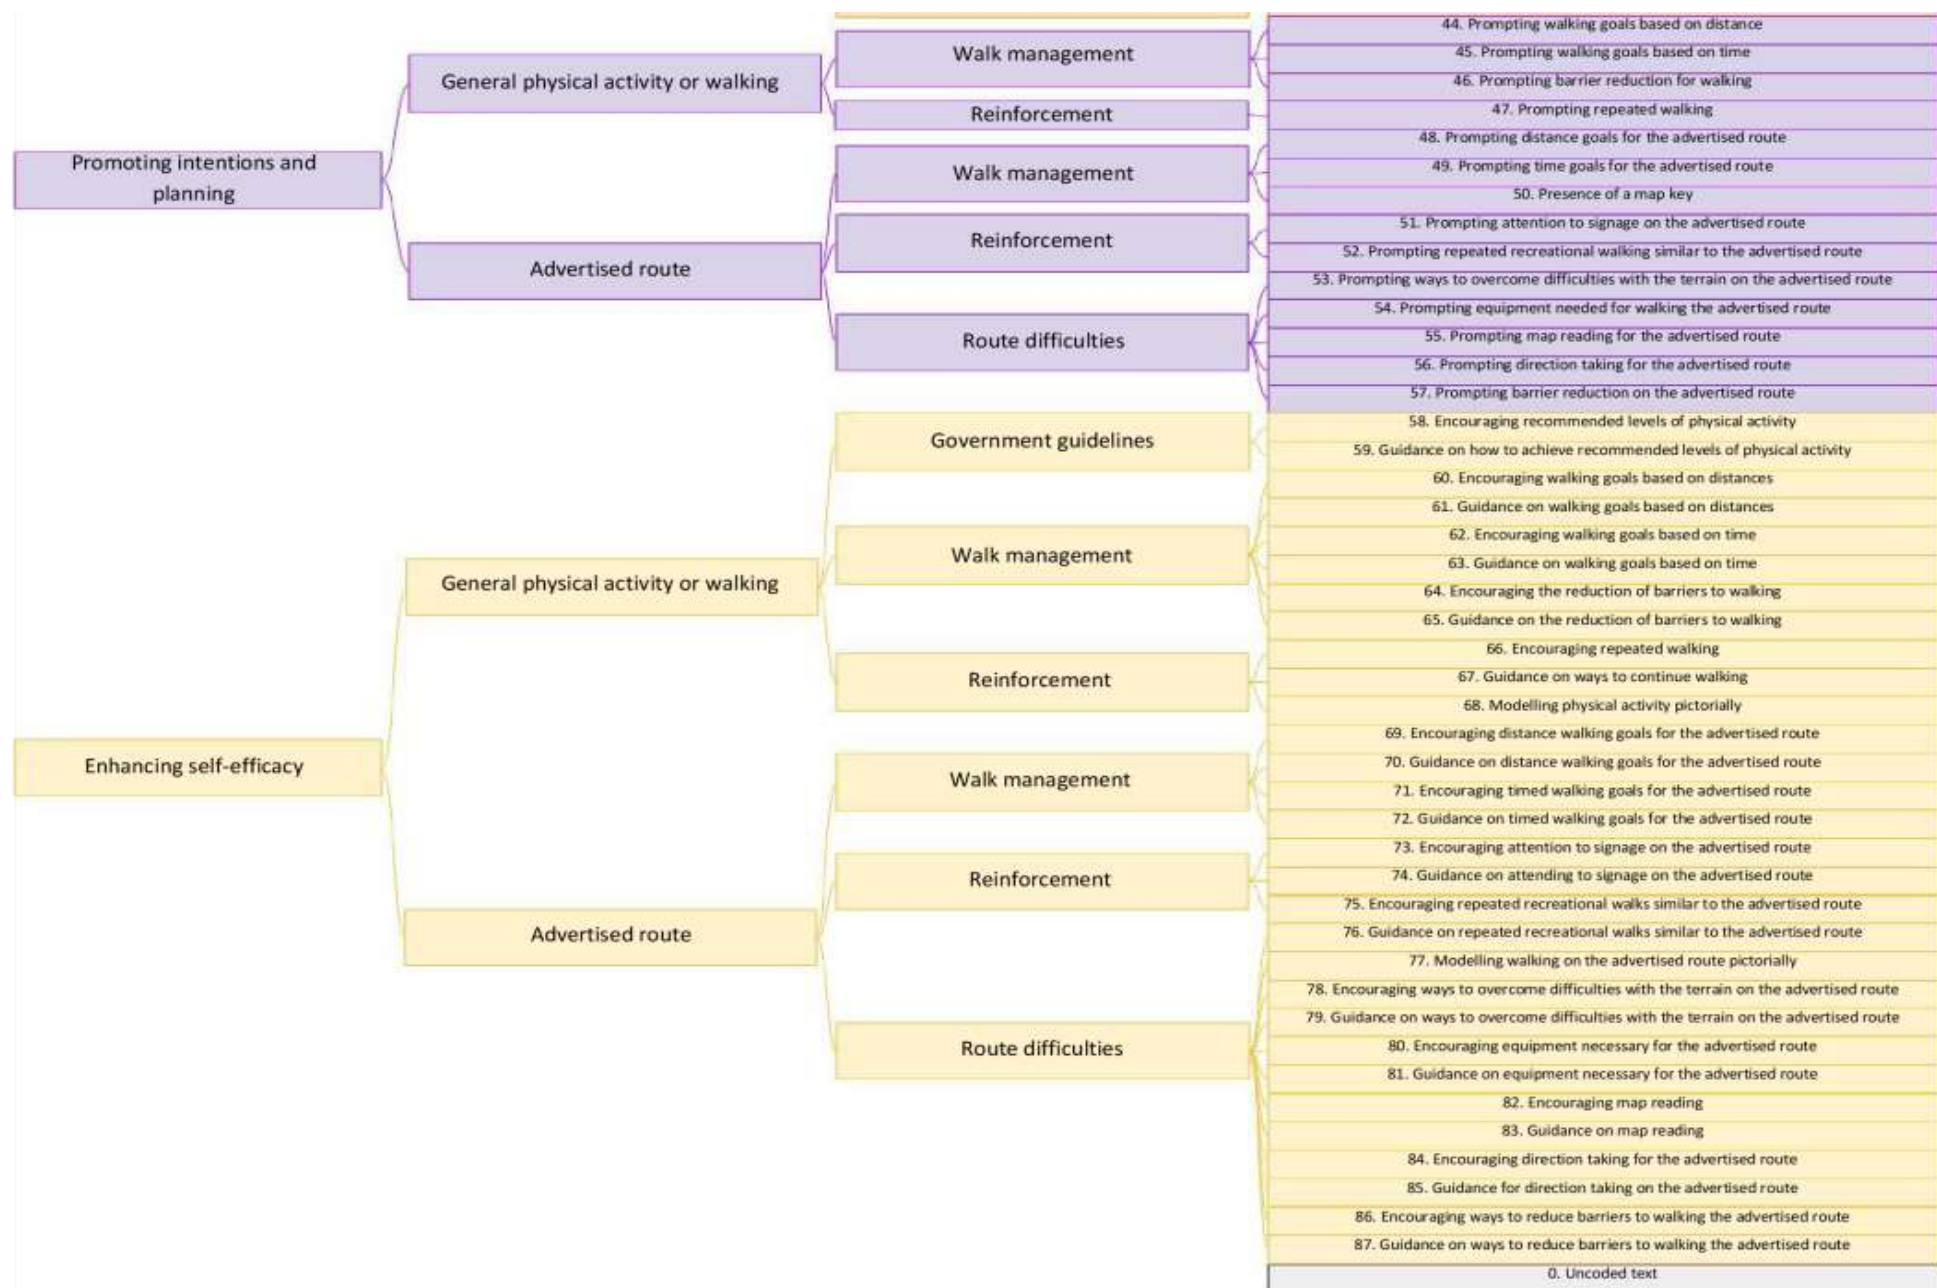 Promoting intentions and
planning
General physical activity or walking
Walk management
44. Prompting walking goals based on distance
45. Prompting walking goals based on time
46. Prompting barrier reduction for walking
Reinforcement
47. Prompting repeated walking
Advertised route
Walk management
48. Prompting distance goals for the advertised route
49. Prompting time goals for the advertised route
50. Presence of a map key
Reinforcement
51. Prompting attention to signage on the advertised route
52. Prompting repeated recreational walking similar to the advertised route
Route difficulties
53. Prompting ways to overcome difficulties with the terrain on the advertised route
54. Prompting equipment needed for walking the advertised route
55. Prompting map reading for the advertised route
56. Prompting direction taking for the advertised route
57. Prompting barrier reduction on the advertised route
Enhancing self-efficacy
General physical activity or walking
Government guidelines
58. Encouraging recommended levels of physical activity
59. Guidance on how to achieve recommended levels of physical activity
Walk management
60. Encouraging walking goals based on distances
61. Guidance on walking goals based on distances
62. Encouraging walking goals based on time
63. Guidance on walking goals based on time
64. Encouraging the reduction of barriers to walking
65. Guidance on the reduction of barriers to walking
Reinforcement
66. Encouraging repeated walking
67. Guidance on ways to continue walking
68. Modelling physical activity pictorially
Advertised route
Walk management
69. Encouraging distance walking goals for the advertised route
70. Guidance on distance walking goals for the advertised route
71. Encouraging timed walking goals for the advertised route
72. Guidance on timed walking goals for the advertised route
Reinforcement
73. Encouraging attention to signage on the advertised route
74. Guidance on attending to signage on the advertised route
75. Encouraging repeated recreational walks similar to the advertised route
76. Guidance on repeated recreational walks similar to the advertised route
77. Modelling walking on the advertised route pictorially
Route difficulties
78. Encouraging ways to overcome difficulties with the terrain on the advertised route
79. Guidance on ways to overcome difficulties with the terrain on the advertised route
80. Encouraging equipment necessary for the advertised route
81. Guidance on equipment necessary for the advertised route
82. Encouraging map reading
83. Guidance on map reading
84. Encouraging direction taking for the advertised route
85. Guidance for direction taking on the advertised route
86. Encouraging ways to reduce barriers to walking the advertised route
87. Guidance on ways to reduce barriers to walking the advertised route
0. Uncoded text